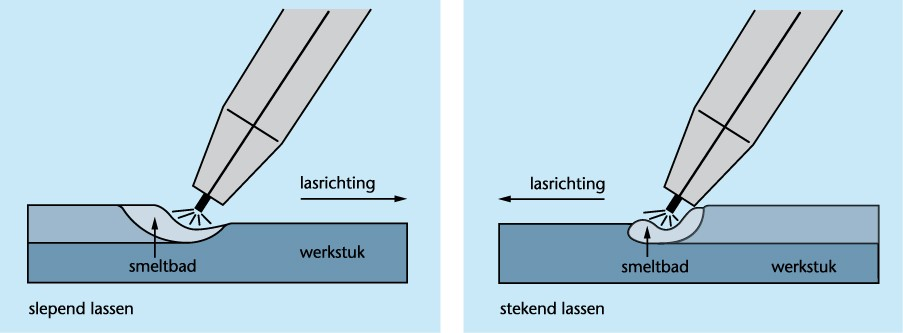 lasrichting
smeltbad
werkstuk
slepend lassen
lasrichting
smeltbad
werkstuk
stekend lassen